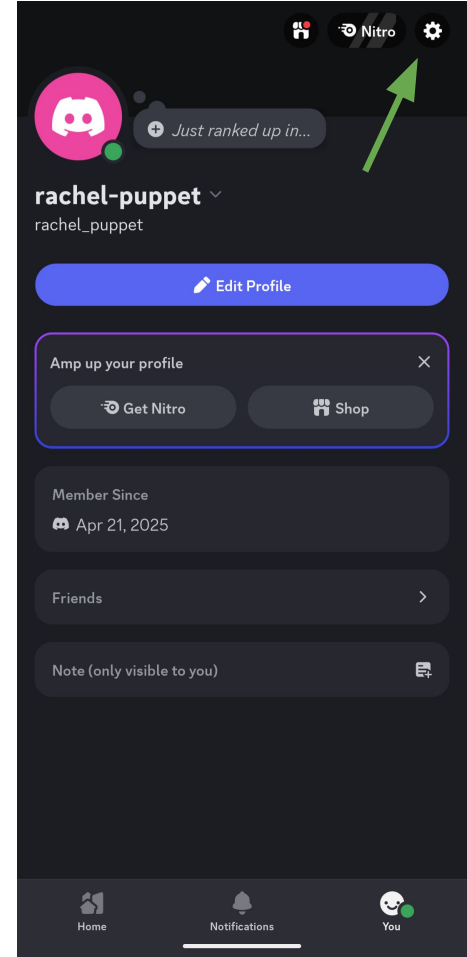 Nitro
Just ranked up in...
rachel-puppet
rachel_puppet
Edit Profile
Amp up your profile
Get Nitro
Shop
Member Since
Apr 21, 2025
Friends
Note (only visible to you)
Home
Notifications
You